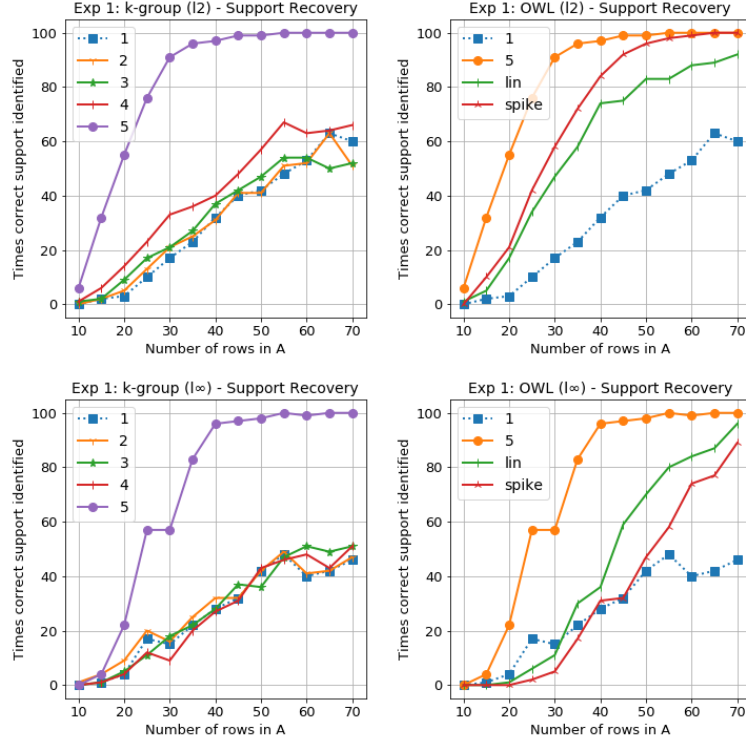 Exp 1: k-group (l2) - Support Recovery
Times correct support identified
100
80
60
40
20
0
1
2
3
4
5
10 20 30 40 50 60 70
Number of rows in A
Exp 1: OWL (l2) - Support Recovery
Times correct support identified
100
80
60
40
20
0
1
5
lin
spike
10 20 30 40 50 60 70
Number of rows in A
Exp 1: k-group (l∞) - Support Recovery
Times correct support identified
100
80
60
40
20
0
1
2
3
4
5
10 20 30 40 50 60 70
Number of rows in A
Exp 1: OWL (l∞) - Support Recovery
Times correct support identified
100
80
60
40
20
0
1
5
lin
spike
10 20 30 40 50 60 70
Number of rows in A